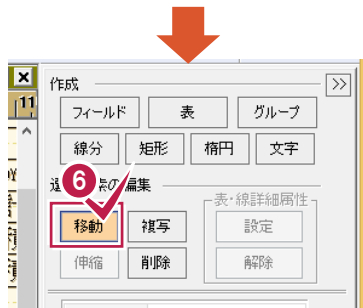 11
作成
>>
フィールド 表 グループ
線分 矩形 楕円 文字
6
の編集
表・線詳細属性
移動 複写 設定
伸縮 削除 解除